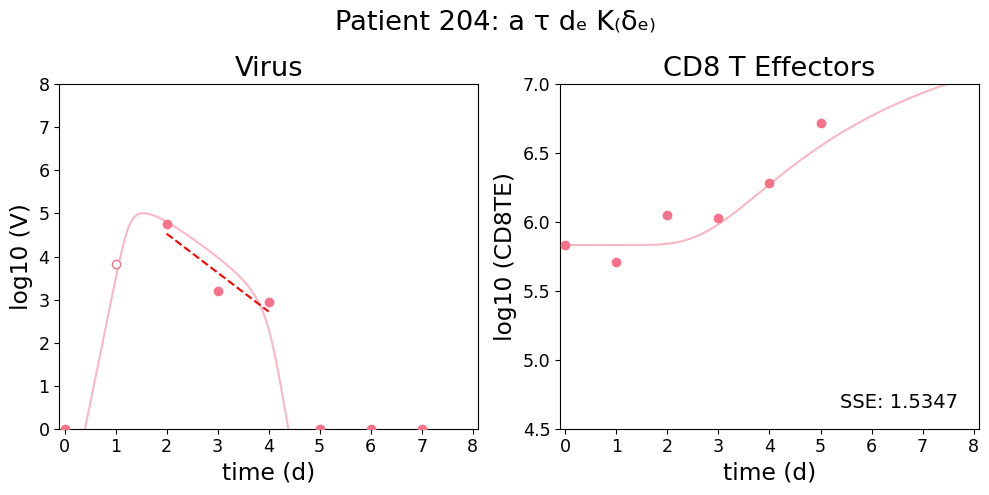 Patient 204: a τ dₑ K₍δₑ₎
Virus
CD8 T Effectors
log10 (V)
8
7
6
5
4
3
2
1
0
0 1 2 3 4 5 6 7 8
time (d)
log10 (CD8TE)
7.0
6.5
6.0
5.5
5.0
4.5
SSE: 1.5347
0 1 2 3 4 5 6 7 8
time (d)